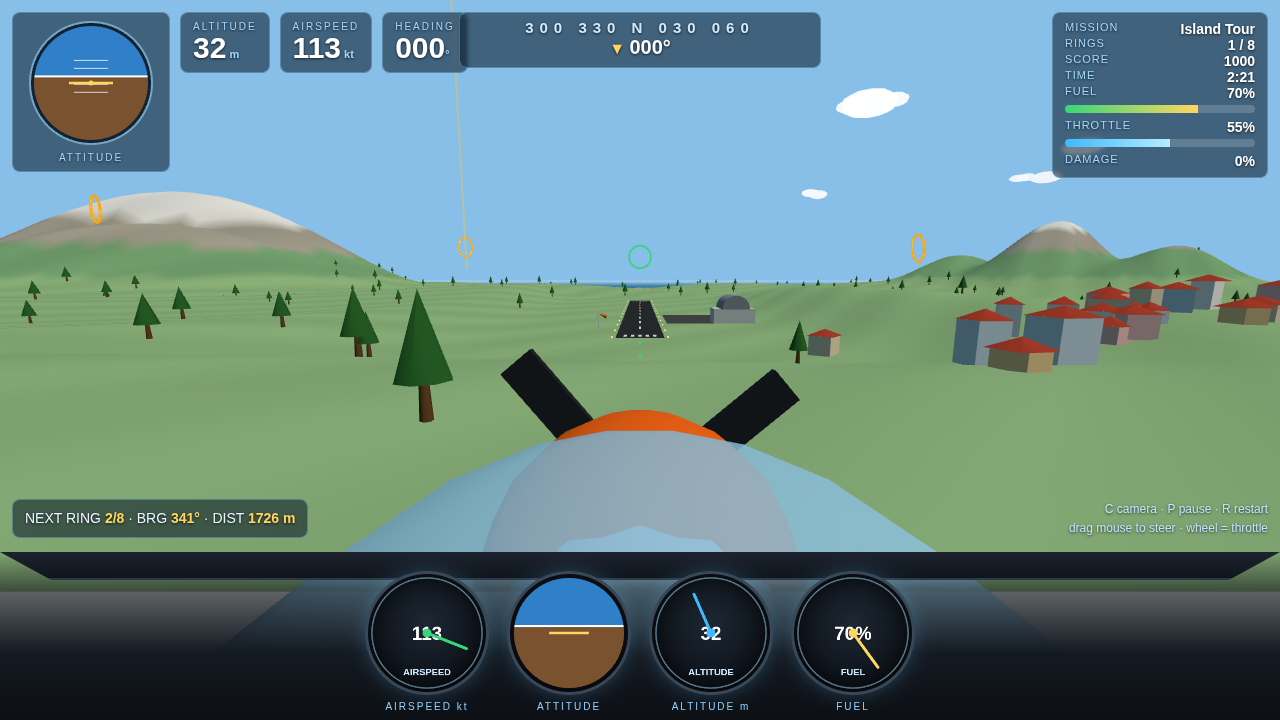 ATTITUDE
ALTITUDE
32 m
AIRSPEED
113 kt
HEADING
000°
300 330 N 030 060
▼ 000°
MISSION Island Tour
RINGS 1 / 8
SCORE 1000
TIME 2:21
FUEL 70%
THROTTLE 55%
DAMAGE 0%
NEXT RING 2/8 · BRG 341° · DIST 1726 m
C camera · P pause · R restart
drag mouse to steer · wheel = throttle
113
AIRSPEED
AIRSPEED kt
ATTITUDE
32
ALTITUDE
ALTITUDE m
70%
FUEL
FUEL